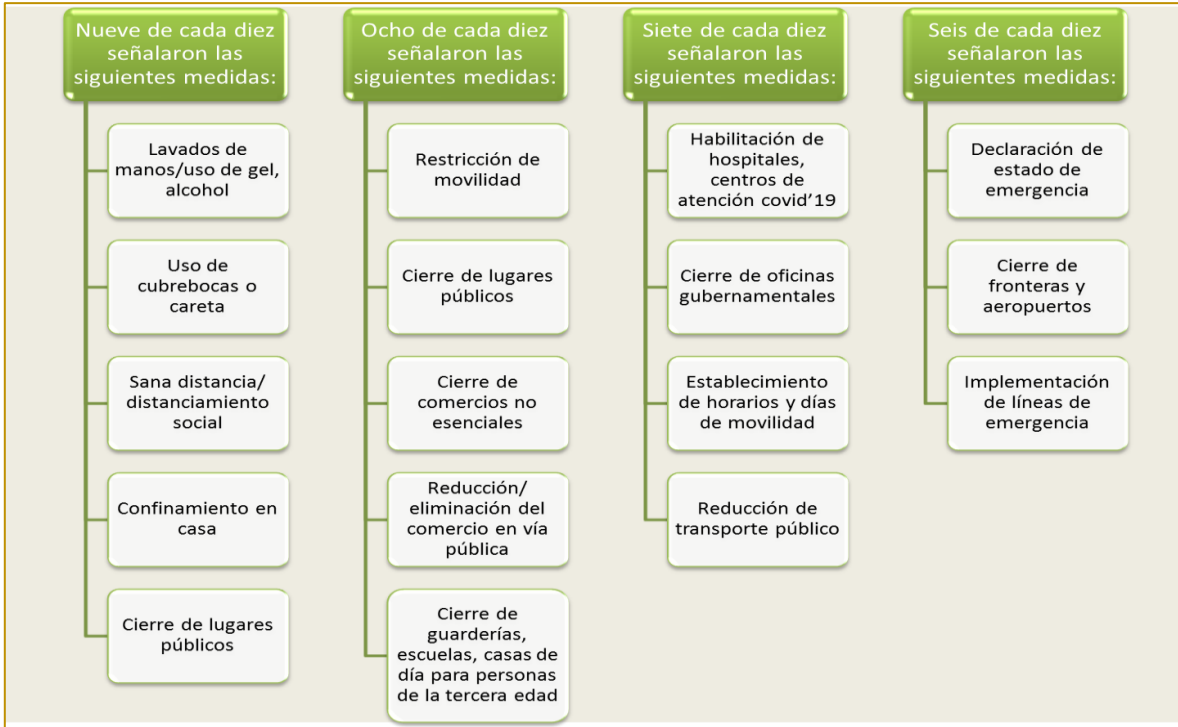 Nueve de cada diez
señalaron las
siguientes medidas:
Lavados de
manos/uso de gel,
alcohol
Uso de
cubrebocas o
careta
Sana distancia/
distanciamiento
social
Confinamiento en
casa
Cierre de lugares
públicos
Ocho de cada diez
señalaron las
siguientes medidas:
Restricción de
movilidad
Cierre de lugares
públicos
Cierre de
comercios no
esenciales
Reducción/
eliminación del
comercio en vía
pública
Cierre de
guarderías,
escuelas, casas de
día para personas
de la tercera edad
Siete de cada diez
señalaron las
siguientes medidas:
Habilitación de
hospitales,
centros de
atención covid’19
Cierre de oficinas
gubernamentales
Establecimiento
de horarios y días
de movilidad
Reducción de
transporte público
Seis de cada diez
señalaron las
siguientes medidas:
Declaración de
estado de
emergencia
Cierre de
fronteras y
aeropuertos
Implementación
de líneas de
emergencia